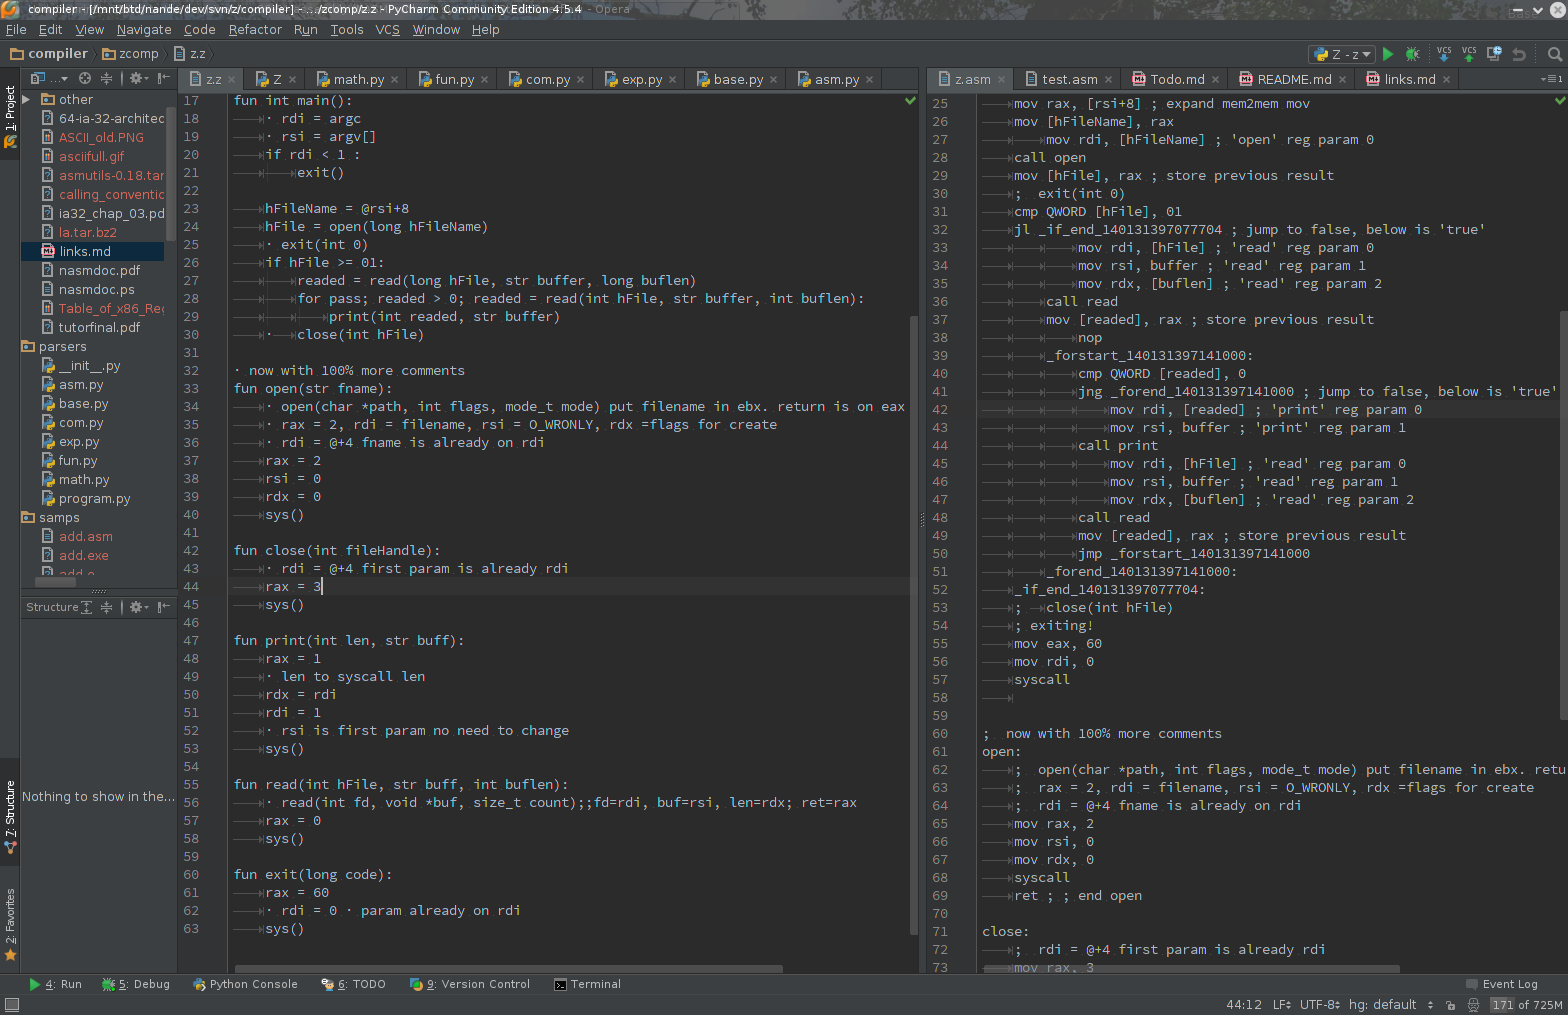 compiler - [/mnt/btd/nande/dev/svn/z/compiler] - .../zcomp/z.z - PyCharm Community Edition 4.5.4 - Opera
File Edit View Navigate Code Refactor Run Tools VCS Window Help
compiler zcomp z.z
Z - z VCS VCS
1: Project
7: Structure
2: Favorites
...
other
64-ia-32-architec
ASCII_old.PNG
asciifull.gif
asmutils-0.18.tar
calling_conventic
ia32_chap_03.pd
la.tar.bz2
links.md
nasmdoc.pdf
nasmdoc.ps
Table_of_x86_Reg
tutorfinal.pdf
parsers
__init__.py
asm.py
base.py
com.py
exp.py
fun.py
math.py
program.py
samps
add.asm
add.exe
add.o
Structure
Nothing to show in the...
z.z Z math.py fun.py com.py exp.py base.py asm.py
17 fun int main():
18 · rdi = argc
19 · rsi = argv[]
20 if rdi < 1 :
21 exit()
22
23 hFileName = @rsi+8
24 hFile = open(long hFileName)
25 · exit(int 0)
26 if hFile >= 01:
27 readed = read(long hFile, str buffer, long buflen)
28 for pass; readed > 0; readed = read(int hFile, str buffer, int buflen):
29 print(int readed, str buffer)
30 · close(int hFile)
31
32 · now with 100% more comments
33 fun open(str fname):
34 · open(char *path, int flags, mode_t mode) put filename in ebx. return is on eax
35 · rax = 2, rdi = filename, rsi = O_WRONLY, rdx =flags for create
36 · rdi = @+4 fname is already on rdi
37 rax = 2
38 rsi = 0
39 rdx = 0
40 sys()
41
42 fun close(int fileHandle):
43 · rdi = @+4 first param is already rdi
44 rax = 3
45 sys()
46
47 fun print(int len, str buff):
48 rax = 1
49 · len to syscall len
50 rdx = rdi
51 rdi = 1
52 · rsi is first param no need to change
53 sys()
54
55 fun read(int hFile, str buff, int buflen):
56 · read(int fd, void *buf, size_t count);;fd=rdi, buf=rsi, len=rdx; ret=rax
57 rax = 0
58 sys()
59
60 fun exit(long code):
61 rax = 60
62 · rdi = 0 · param already on rdi
63 sys()
z.asm test.asm Todo.md README.md links.md 1
25 mov rax, [rsi+8] ; expand mem2mem mov
26 mov [hFileName], rax
27 mov rdi, [hFileName] ; 'open' reg param 0
28 call open
29 mov [hFile], rax ; store previous result
30 ; exit(int 0)
31 cmp QWORD [hFile], 01
32 jl _if_end_140131397077704 ; jump to false, below is 'true'
33 mov rdi, [hFile] ; 'read' reg param 0
34 mov rsi, buffer ; 'read' reg param 1
35 mov rdx, [buflen] ; 'read' reg param 2
36 call read
37 mov [readed], rax ; store previous result
38 nop
39 _forstart_140131397141000:
40 cmp QWORD [readed], 0
41 jng _forend_140131397141000 ; jump to false, below is 'true'
42 mov rdi, [readed] ; 'print' reg param 0
43 mov rsi, buffer ; 'print' reg param 1
44 call print
45 mov rdi, [hFile] ; 'read' reg param 0
46 mov rsi, buffer ; 'read' reg param 1
47 mov rdx, [buflen] ; 'read' reg param 2
48 call read
49 mov [readed], rax ; store previous result
50 jmp _forstart_140131397141000
51 _forend_140131397141000:
52 _if_end_140131397077704:
53 ; close(int hFile)
54 ; exiting!
55 mov eax, 60
56 mov rdi, 0
57 syscall
58
59
60 ; now with 100% more comments
61 open:
62 ; open(char *path, int flags, mode_t mode) put filename in ebx. retu
63 ; rax = 2, rdi = filename, rsi = O_WRONLY, rdx =flags for create
64 ; rdi = @+4 fname is already on rdi
65 mov rax, 2
66 mov rsi, 0
67 mov rdx, 0
68 syscall
69 ret ; ; end open
70
71 close:
72 ; rdi = @+4 first param is already rdi
73 mov rax, 3
4: Run 5: Debug Python Console 6: TODO 9: Version Control Terminal Event Log
44:12 LF UTF-8 hg: default 171 of 725M